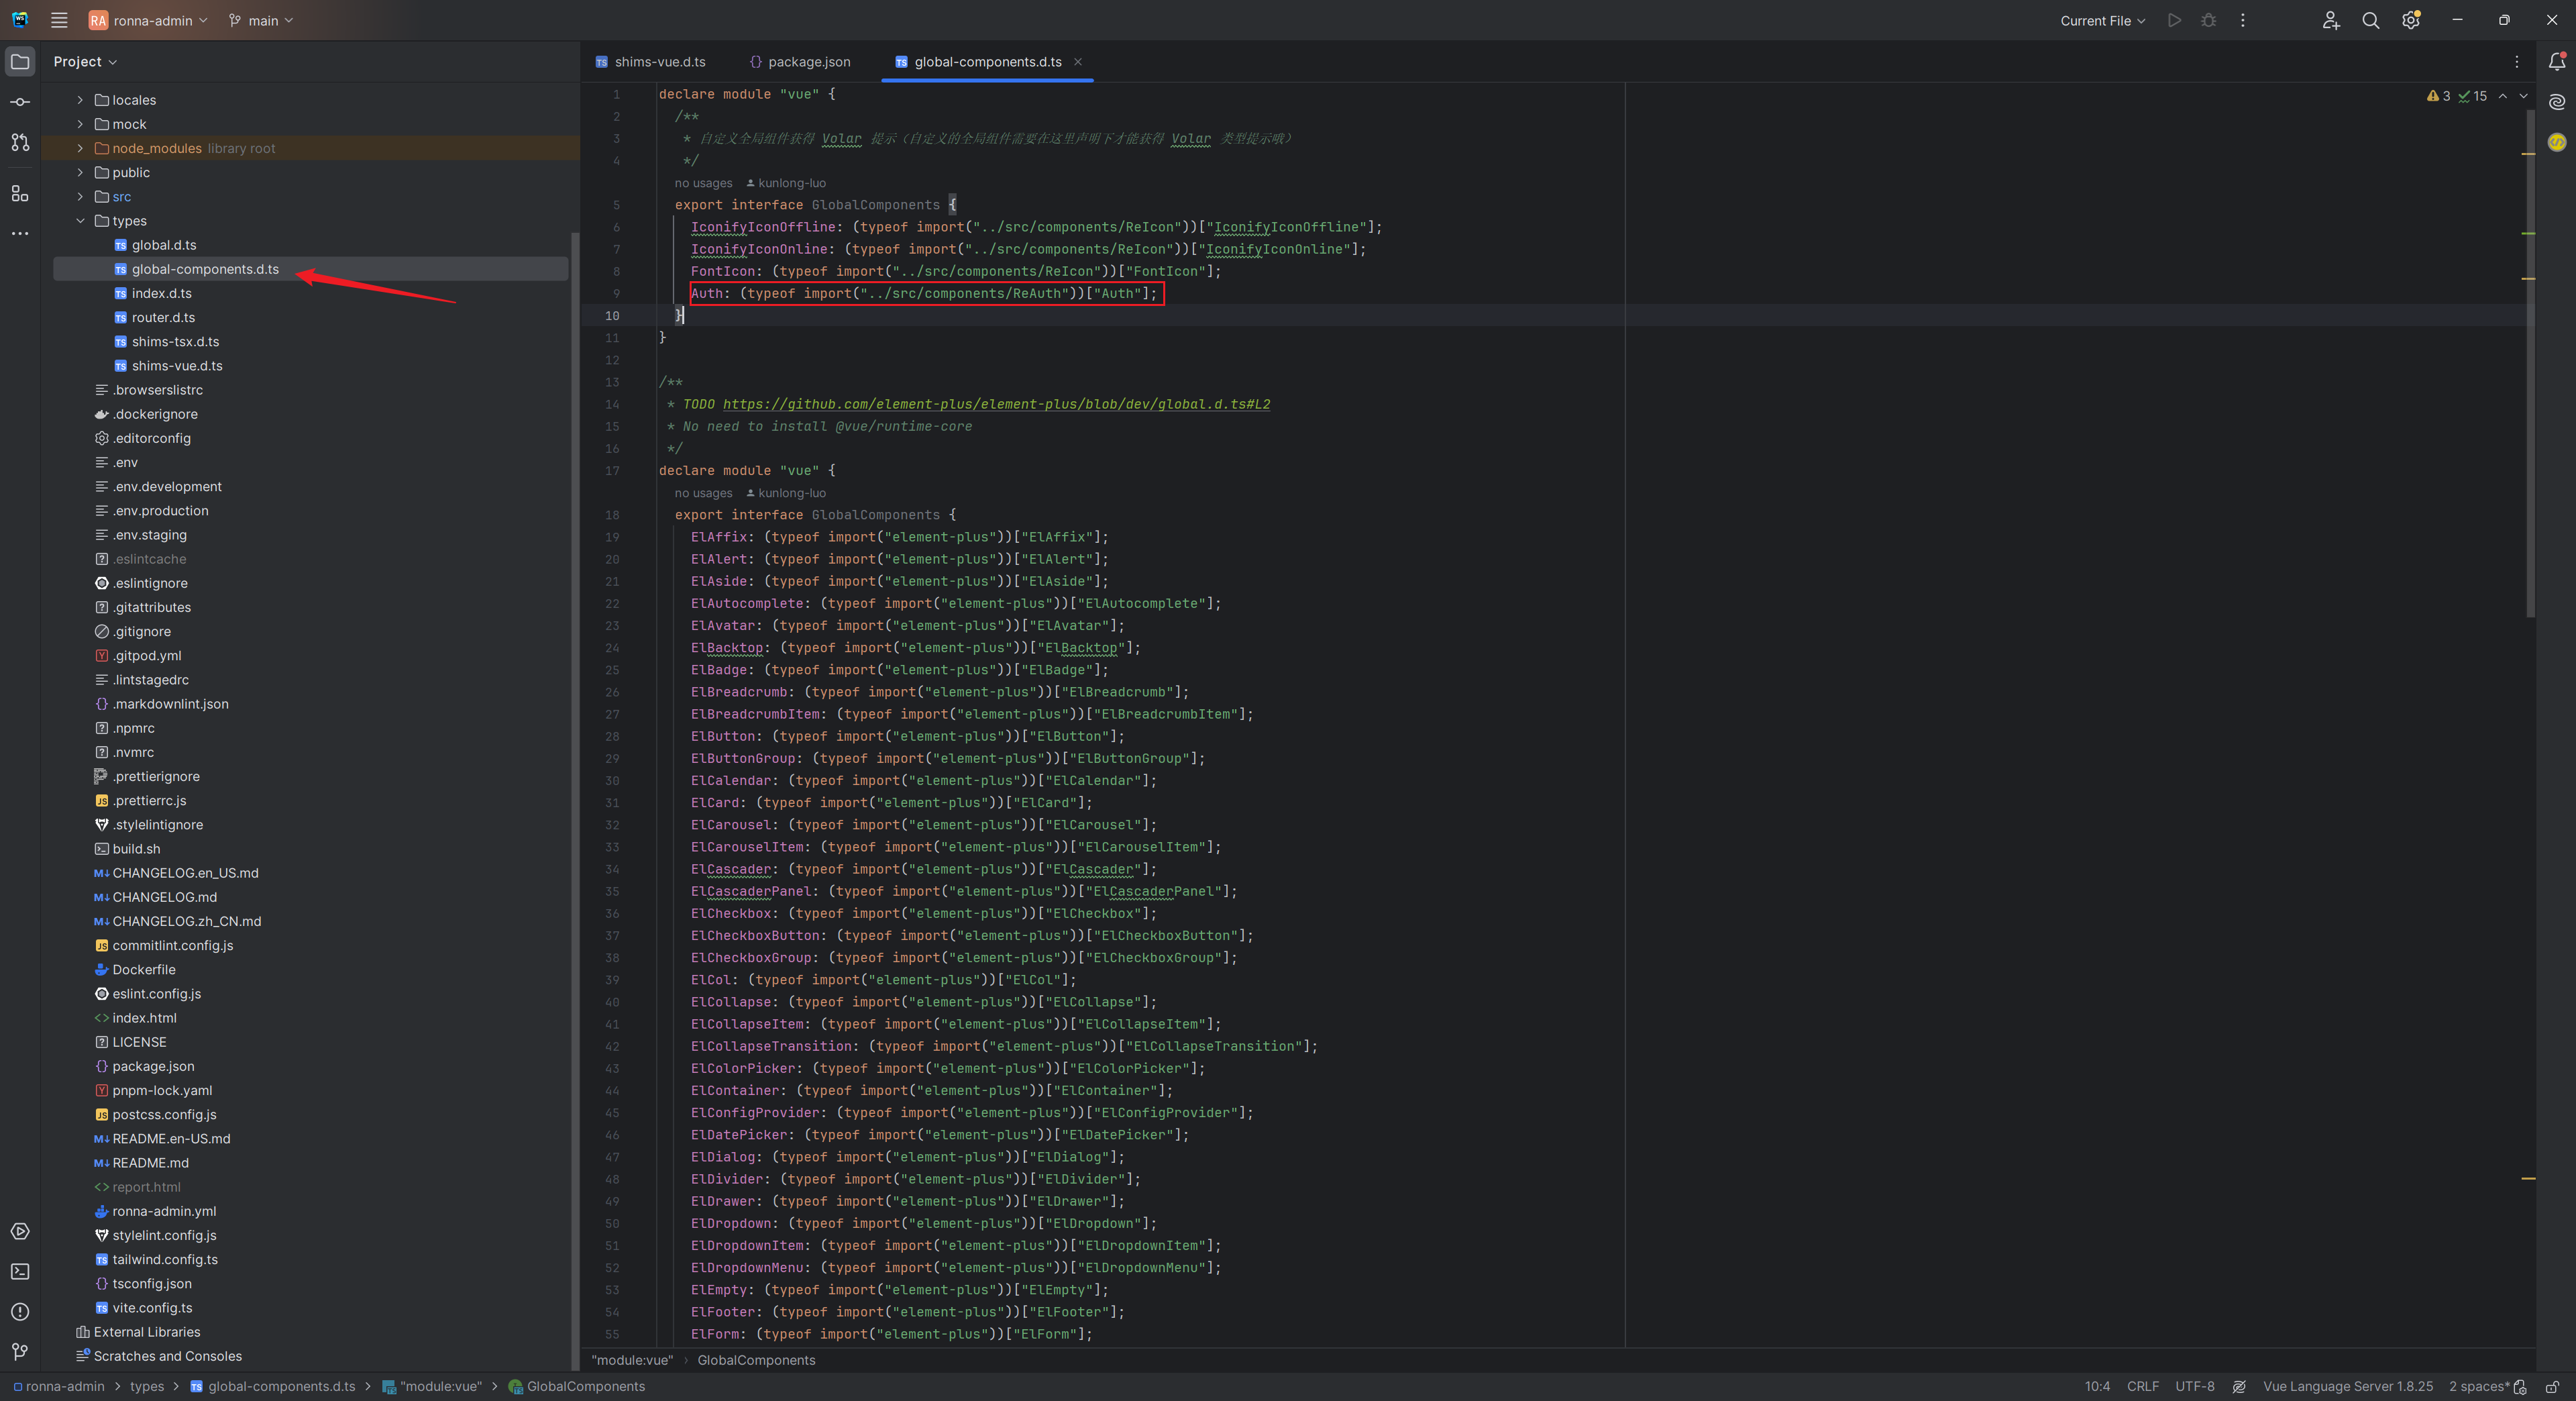 RA ronna-admin main Current File
Project
locales
mock
node_modules library root
public
src
types
global.d.ts
global-components.d.ts
index.d.ts
router.d.ts
shims-tsx.d.ts
shims-vue.d.ts
.browserslistrc
.dockerignore
.editorconfig
.env
.env.development
.env.production
.env.staging
.eslintcache
.eslintignore
.gitattributes
.gitignore
.gitpod.yml
.lintstagedrc
.markdownlint.json
.npmrc
.nvmrc
.prettierignore
.prettierrc.js
.stylelintignore
build.sh
CHANGELOG.en_US.md
CHANGELOG.md
CHANGELOG.zh_CN.md
commitlint.config.js
Dockerfile
eslint.config.js
index.html
LICENSE
package.json
pnpm-lock.yaml
postcss.config.js
README.en-US.md
README.md
report.html
ronna-admin.yml
stylelint.config.js
tailwind.config.ts
tsconfig.json
vite.config.ts
External Libraries
Scratches and Consoles
shims-vue.d.ts package.json global-components.d.ts
3 15
1 declare module "vue" {
2 /**
3 * 自定义全局组件获得 Volar 提示（自定义的全局组件需要在这里声明下才能获得 Volar 类型提示哦）
4 */
no usages kunlong-luo
5 export interface GlobalComponents {
6 IconifyIconOffline: (typeof import("../src/components/ReIcon"))["IconifyIconOffline"];
7 IconifyIconOnline: (typeof import("../src/components/ReIcon"))["IconifyIconOnline"];
8 FontIcon: (typeof import("../src/components/ReIcon"))["FontIcon"];
9 Auth: (typeof import("../src/components/ReAuth"))["Auth"];
10 }
11 }
12
13 /**
14 * TODO https://github.com/element-plus/element-plus/blob/dev/global.d.ts#L2
15 * No need to install @vue/runtime-core
16 */
17 declare module "vue" {
no usages kunlong-luo
18 export interface GlobalComponents {
19 ElAffix: (typeof import("element-plus"))["ElAffix"];
20 ElAlert: (typeof import("element-plus"))["ElAlert"];
21 ElAside: (typeof import("element-plus"))["ElAside"];
22 ElAutocomplete: (typeof import("element-plus"))["ElAutocomplete"];
23 ElAvatar: (typeof import("element-plus"))["ElAvatar"];
24 ElBacktop: (typeof import("element-plus"))["ElBacktop"];
25 ElBadge: (typeof import("element-plus"))["ElBadge"];
26 ElBreadcrumb: (typeof import("element-plus"))["ElBreadcrumb"];
27 ElBreadcrumbItem: (typeof import("element-plus"))["ElBreadcrumbItem"];
28 ElButton: (typeof import("element-plus"))["ElButton"];
29 ElButtonGroup: (typeof import("element-plus"))["ElButtonGroup"];
30 ElCalendar: (typeof import("element-plus"))["ElCalendar"];
31 ElCard: (typeof import("element-plus"))["ElCard"];
32 ElCarousel: (typeof import("element-plus"))["ElCarousel"];
33 ElCarouselItem: (typeof import("element-plus"))["ElCarouselItem"];
34 ElCascader: (typeof import("element-plus"))["ElCascader"];
35 ElCascaderPanel: (typeof import("element-plus"))["ElCascaderPanel"];
36 ElCheckbox: (typeof import("element-plus"))["ElCheckbox"];
37 ElCheckboxButton: (typeof import("element-plus"))["ElCheckboxButton"];
38 ElCheckboxGroup: (typeof import("element-plus"))["ElCheckboxGroup"];
39 ElCol: (typeof import("element-plus"))["ElCol"];
40 ElCollapse: (typeof import("element-plus"))["ElCollapse"];
41 ElCollapseItem: (typeof import("element-plus"))["ElCollapseItem"];
42 ElCollapseTransition: (typeof import("element-plus"))["ElCollapseTransition"];
43 ElColorPicker: (typeof import("element-plus"))["ElColorPicker"];
44 ElContainer: (typeof import("element-plus"))["ElContainer"];
45 ElConfigProvider: (typeof import("element-plus"))["ElConfigProvider"];
46 ElDatePicker: (typeof import("element-plus"))["ElDatePicker"];
47 ElDialog: (typeof import("element-plus"))["ElDialog"];
48 ElDivider: (typeof import("element-plus"))["ElDivider"];
49 ElDrawer: (typeof import("element-plus"))["ElDrawer"];
50 ElDropdown: (typeof import("element-plus"))["ElDropdown"];
51 ElDropdownItem: (typeof import("element-plus"))["ElDropdownItem"];
52 ElDropdownMenu: (typeof import("element-plus"))["ElDropdownMenu"];
53 ElEmpty: (typeof import("element-plus"))["ElEmpty"];
54 ElFooter: (typeof import("element-plus"))["ElFooter"];
55 ElForm: (typeof import("element-plus"))["ElForm"];
"module:vue" › GlobalComponents
ronna-admin > types > global-components.d.ts > "module:vue" > GlobalComponents 10:4 CRLF UTF-8 Vue Language Server 1.8.25 2 spaces*